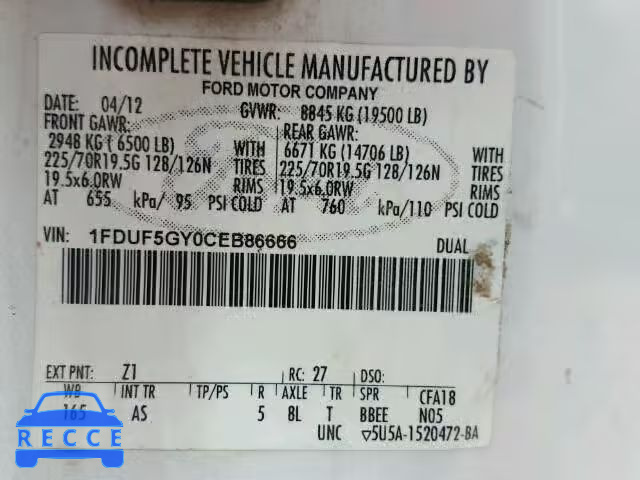 INCOMPLETE VEHICLE MANUFACTURED BY
FORD MOTOR COMPANY
DATE: 04/12 GVWR: 8845 KG (19500 LB)
FRONT GAWR: REAR GAWR:
2948 KG ( 6500 LB) WITH 6671 KG (14706 LB) WITH
225/70R19.5G 128/126N TIRES 225/70R19.5G 128/126N TIRES
19.5x6.0RW RIMS 19.5x6.0RW RIMS
AT 655 kPa/ 95 PSI COLD AT 760 kPa/110 PSI COLD
VIN: 1FDUF5GY0CEB86666 DUAL
EXT PNT: Z1 RC: 27 DSO:
WB INT TR TP/PS R AXLE TR SPR CFA18
165 AS 5 8L T BBEE N05
UNC ▽5U5A-1520472-BA
RECCE